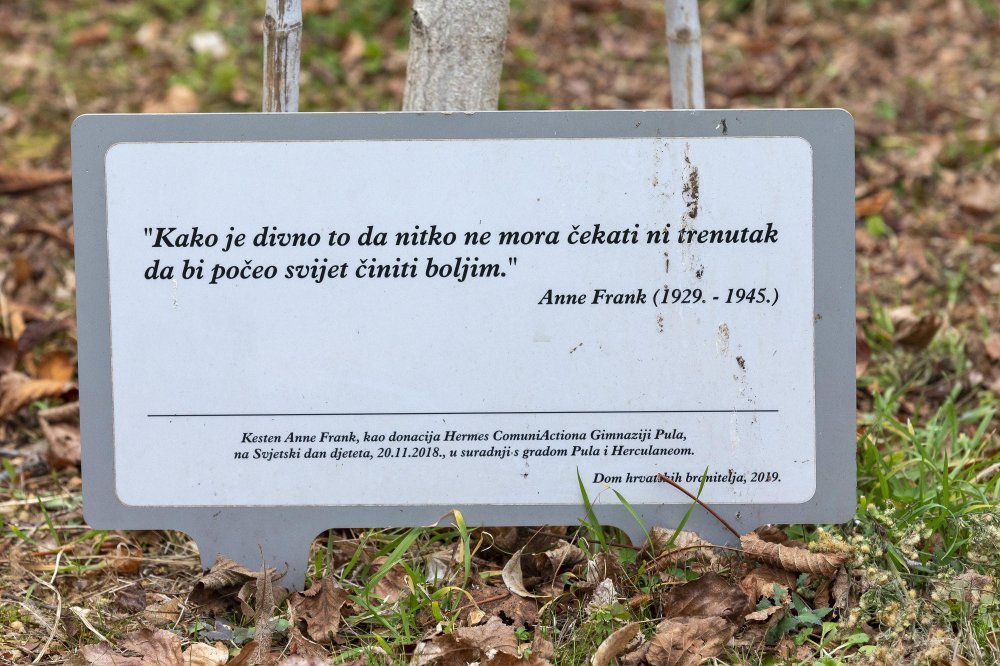 "Kako je divno to da nitko ne mora čekati ni trenutak
da bi počeo svijet činiti boljim."
Anne Frank (1929. - 1945.)
Kesten Anne Frank, kao donacija Hermes ComuniActiona Gimnaziji Pula,
na Svjetski dan djeteta, 20.11.2018., u suradnji s gradom Pula i Herculaneom.
Dom hrvatskih branitelja, 2019.